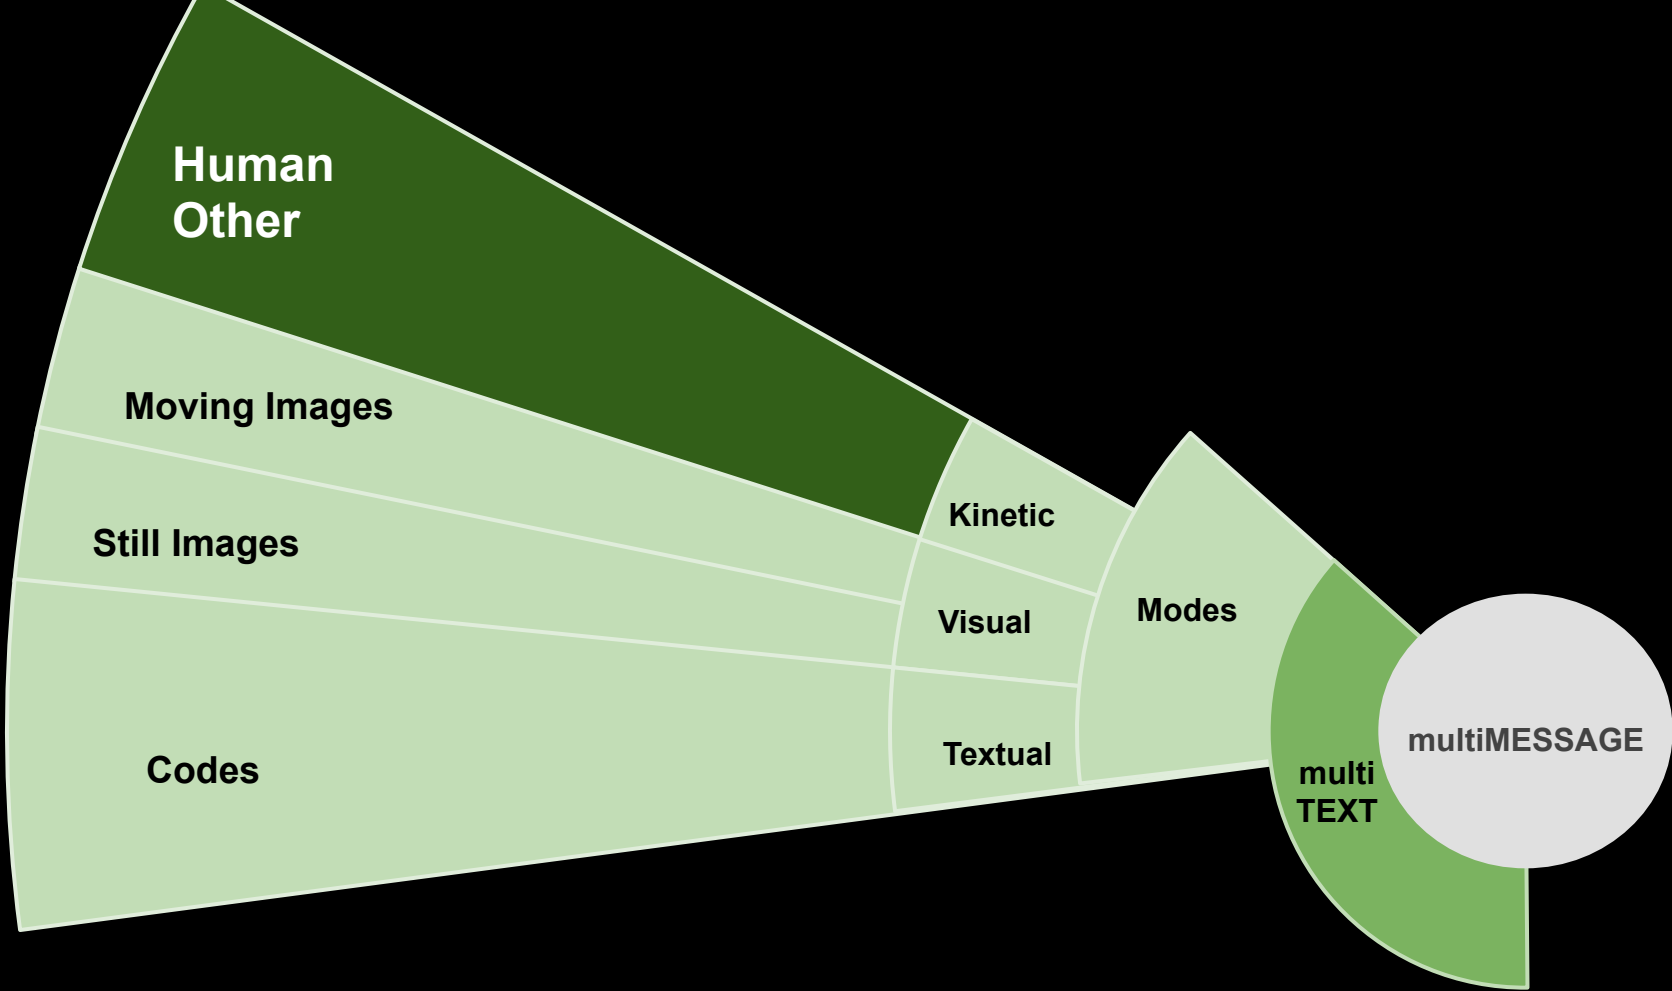 Human
Other
Moving Images
Still Images
Codes
Kinetic
Visual
Textual
Modes
multi
TEXT
multiMESSAGE